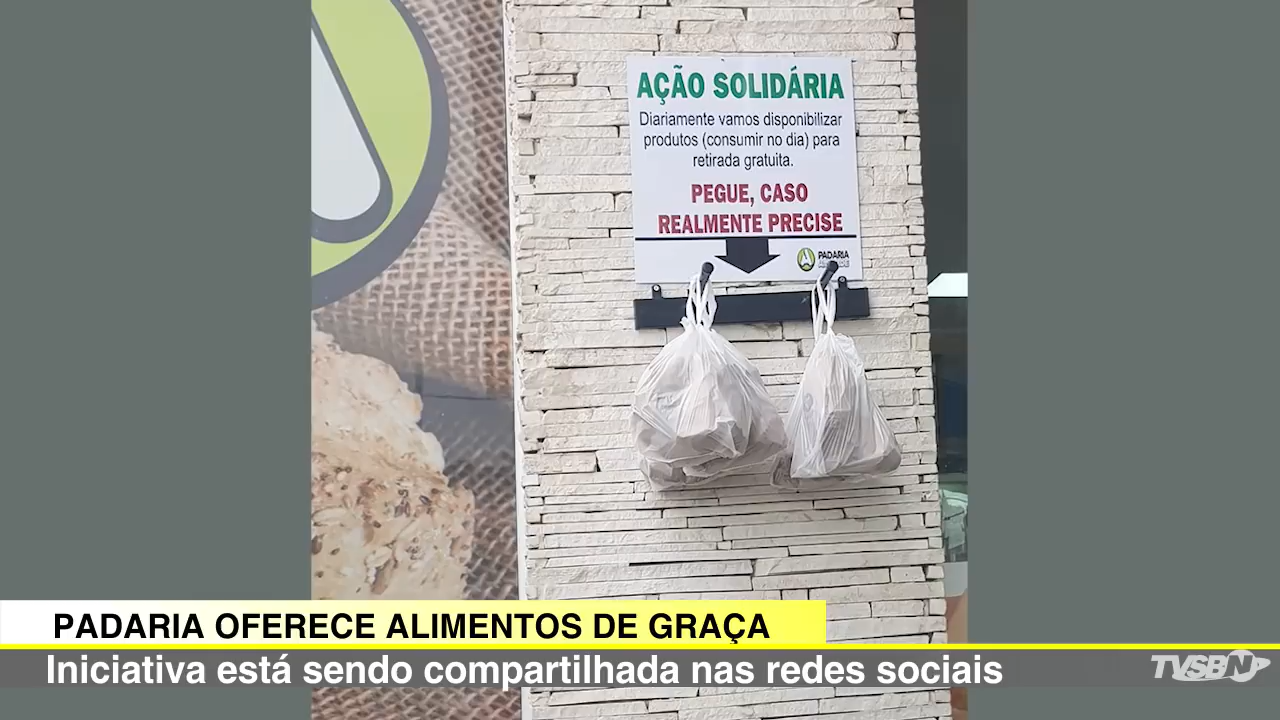 AÇÃO SOLIDÁRIA
Diariamente vamos disponibilizar
produtos (consumir no dia) para
retirada gratuita.
PEGUE, CASO
REALMENTE PRECISE
PADARIA
PADARIA OFERECE ALIMENTOS DE GRAÇA
Iniciativa está sendo compartilhada nas redes sociais
TVSBN